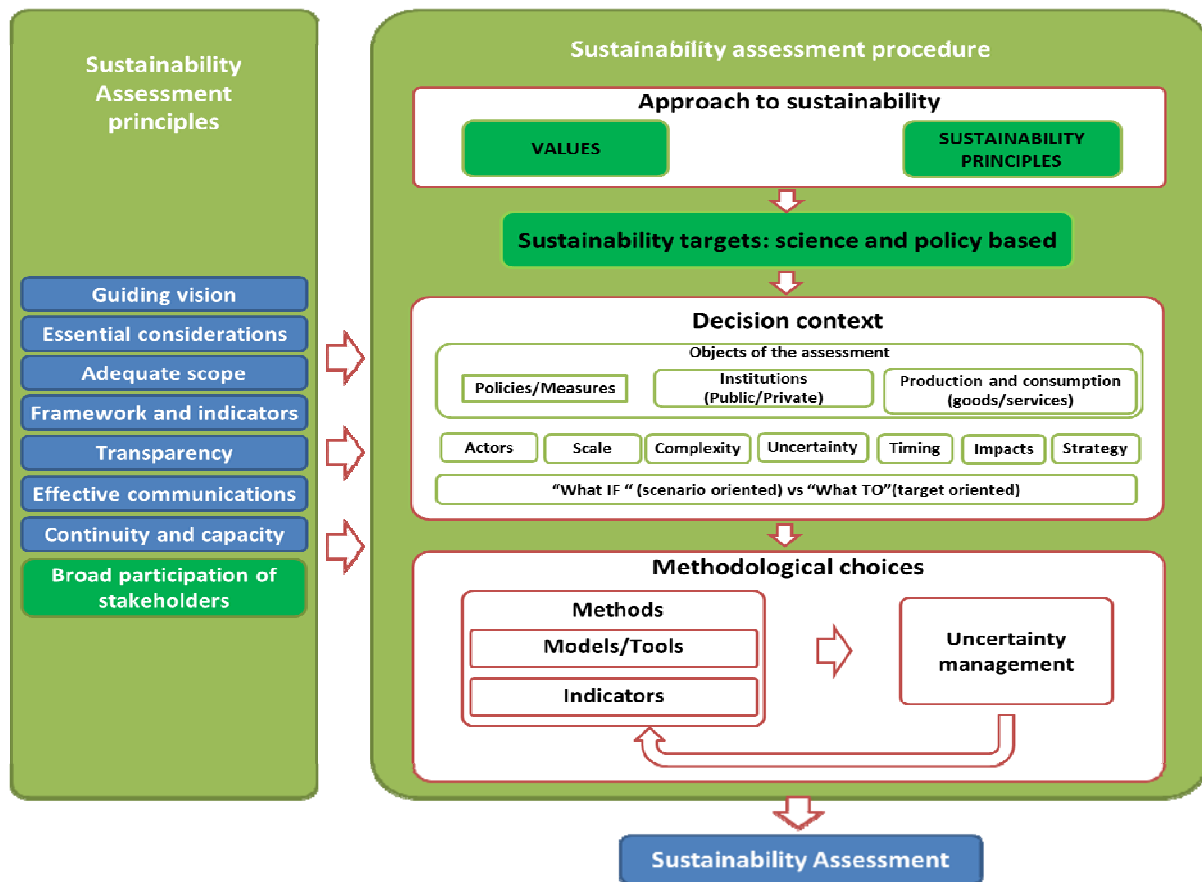 Sustainability
Assessment
principles
Guiding vision
Essential considerations
Adequate scope
Framework and indicators
Transparency
Effective communications
Continuity and capacity
Broad participation of
stakeholders
Sustainability assessment procedure
Approach to sustainability
VALUES
SUSTAINABILITY
PRINCIPLES
Sustainability targets: science and policy based
Decision context
Objects of the assessment
Policies/Measures
Institutions
(Public/Private)
Production and consumption
(goods/services)
Actors
Scale
Complexity
Uncertainty
Timing
Impacts
Strategy
“What IF “ (scenario oriented) vs “What TO”(target oriented)
Methodological choices
Methods
Models/Tools
Indicators
Uncertainty
management
Sustainability Assessment